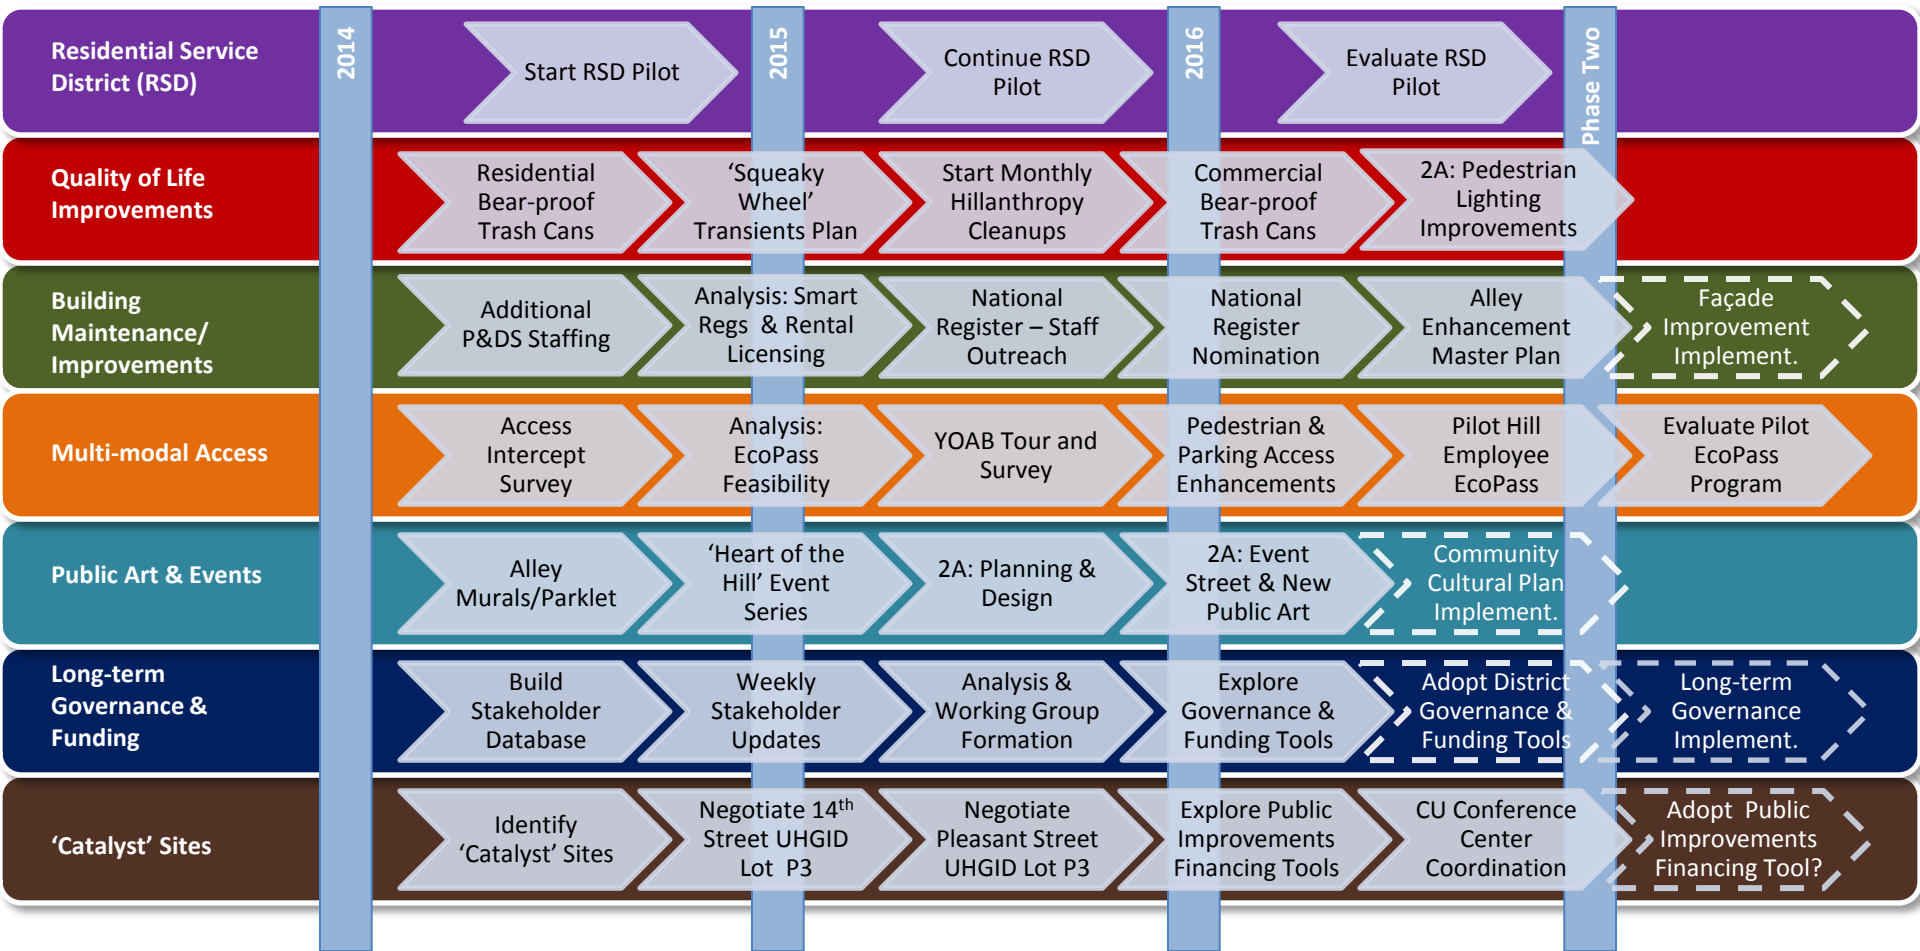 2014
2015
2016
Phase Two
Residential Service
District (RSD)
Start RSD Pilot
Continue RSD
Pilot
Evaluate RSD
Pilot
Quality of Life
Improvements
Residential
Bear-proof
Trash Cans
‘Squeaky
Wheel’
Transients Plan
Start Monthly
Hillanthropy
Cleanups
Commercial
Bear-proof
Trash Cans
2A: Pedestrian
Lighting
Improvements
Building
Maintenance/
Improvements
Additional
P&DS Staffing
Analysis: Smart
Regs & Rental
Licensing
National
Register – Staff
Outreach
National
Register
Nomination
Alley
Enhancement
Master Plan
Façade
Improvement
Implement.
Multi-modal Access
Access
Intercept
Survey
Analysis:
EcoPass
Feasibility
YOAB Tour and
Survey
Pedestrian &
Parking Access
Enhancements
Pilot Hill
Employee
EcoPass
Evaluate Pilot
EcoPass
Program
Public Art & Events
Alley
Murals/Parklet
‘Heart of the
Hill’ Event
Series
2A: Planning &
Design
2A: Event
Street & New
Public Art
Community
Cultural Plan
Implement.
Long-term
Governance &
Funding
Build
Stakeholder
Database
Weekly
Stakeholder
Updates
Analysis &
Working Group
Formation
Explore
Governance &
Funding Tools
Adopt District
Governance &
Funding Tools
Long-term
Governance
Implement.
‘Catalyst’ Sites
Identify
‘Catalyst’ Sites
Negotiate 14th
Street UHGID
Lot P3
Negotiate
Pleasant Street
UHGID Lot P3
Explore Public
Improvements
Financing Tools
CU Conference
Center
Coordination
Adopt Public
Improvements
Financing Tool?